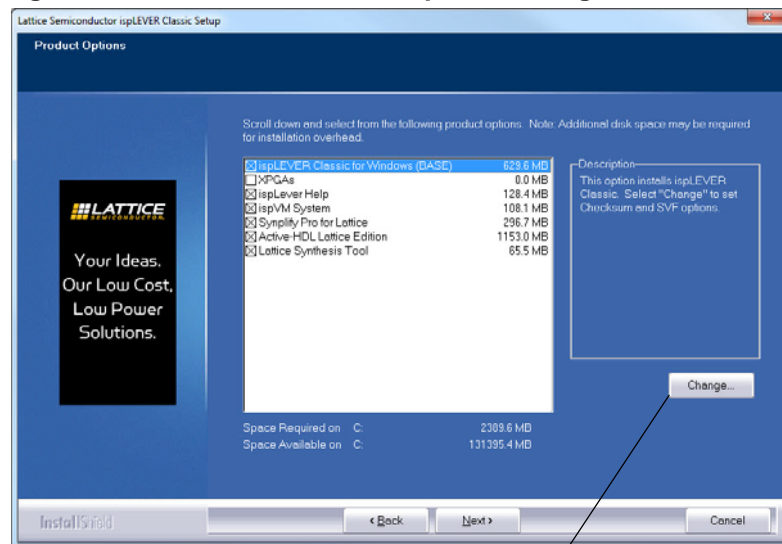 Lattice Semiconductor ispLEVER Classic Setup
Product Options
Scroll down and select from the following product options. Note: Additional disk space may be required
for installation overhead.
ispLEVER Classic for Windows (BASE) 629.6 MB
XPGAs 0.0 MB
ispLever Help 128.4 MB
ispVM System 108.1 MB
Synplify Pro for Lattice 296.7 MB
Active-HDL Lattice Edition 1153.0 MB
Lattice Synthesis Tool 65.5 MB
Description
This option installs ispLEVER
Classic. Select "Change" to set
Checksum and SVF options.
LATTICE
SEMICONDUCTOR.
Your Ideas.
Our Low Cost,
Low Power
Solutions.
Change...
Space Required on C: 2389.6 MB
Space Available on C: 131395.4 MB
InstallShield
< Back
Next >
Cancel